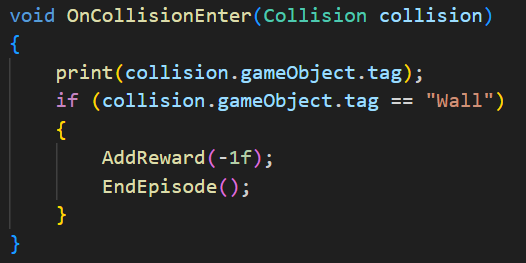 void OnCollisionEnter(Collision collision)
{
    print(collision.gameObject.tag);
    if (collision.gameObject.tag == "Wall")
    {
        AddReward(-1f);
        EndEpisode();
    }
}